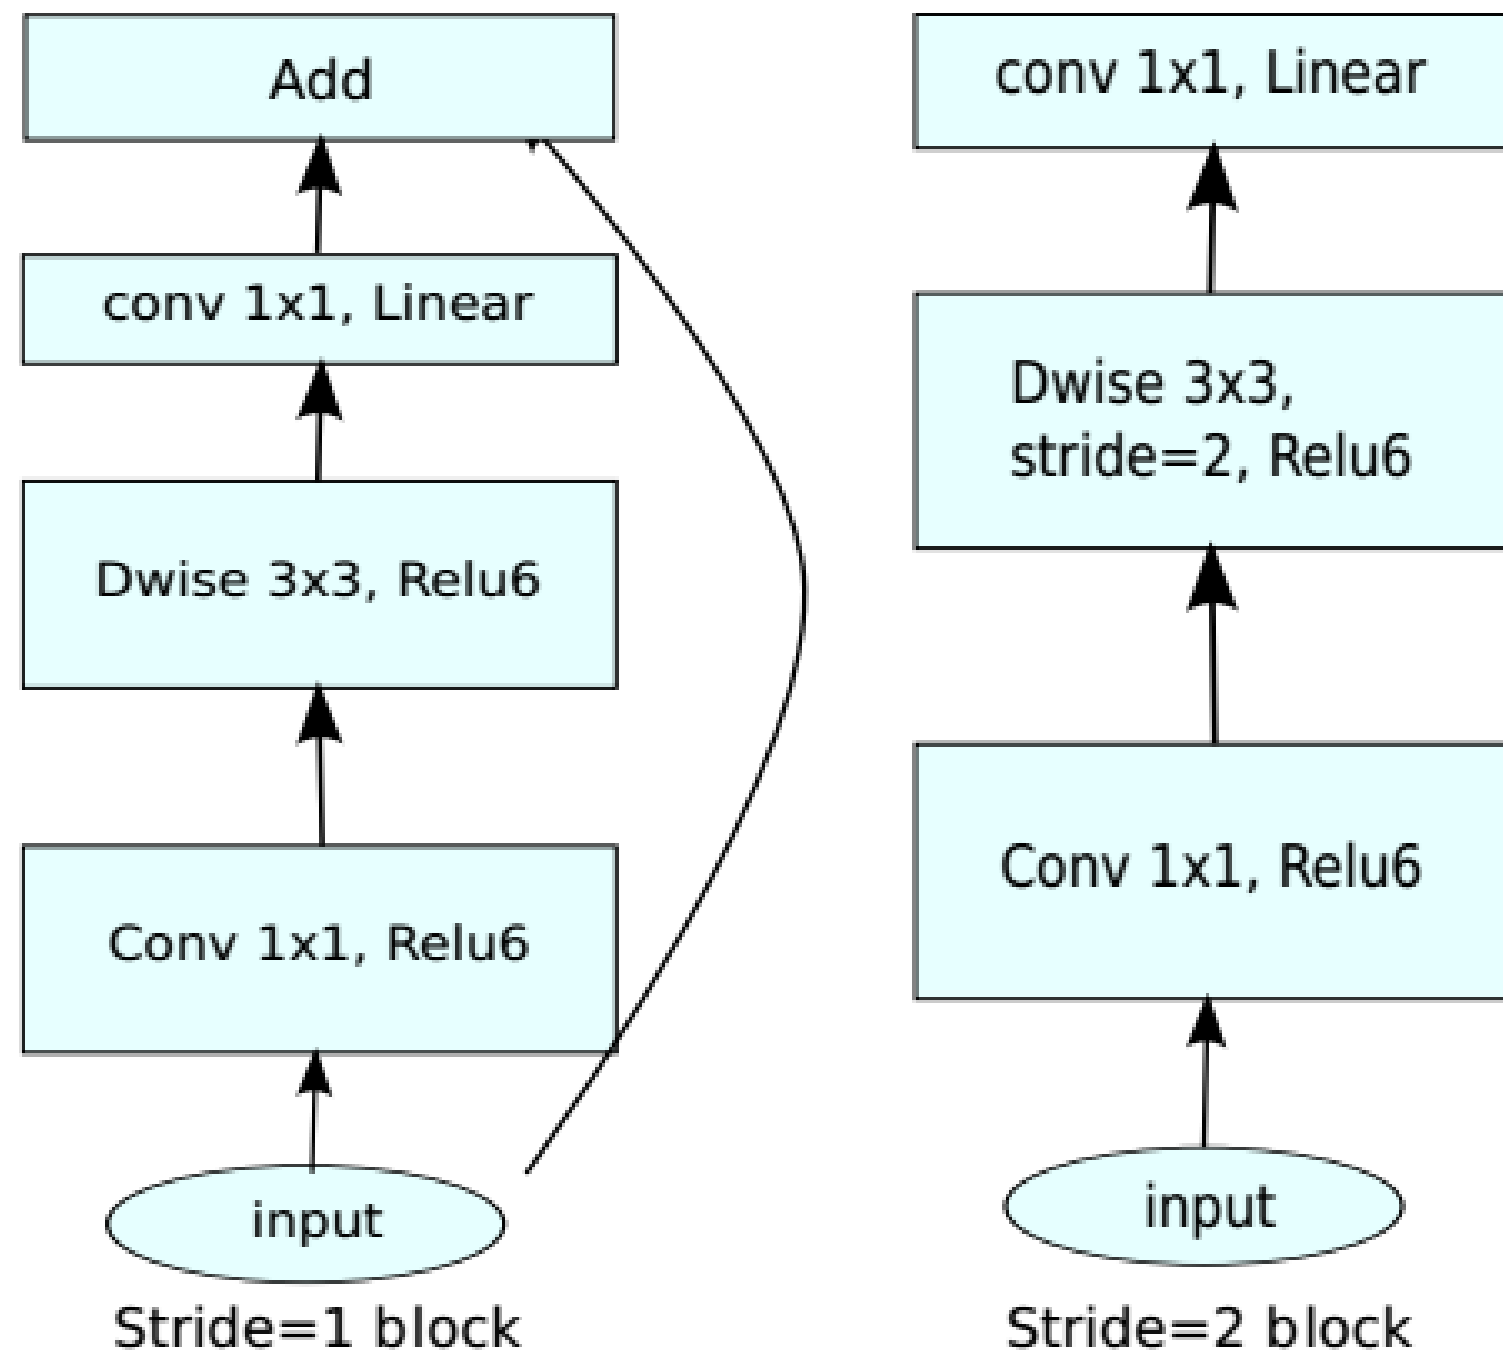 Add
conv 1x1, Linear
Dwise 3x3, Relu6
Conv 1x1, Relu6
input
Stride=1 block
conv 1x1, Linear
Dwise 3x3,
stride=2, Relu6
Conv 1x1, Relu6
input
Stride=2 block